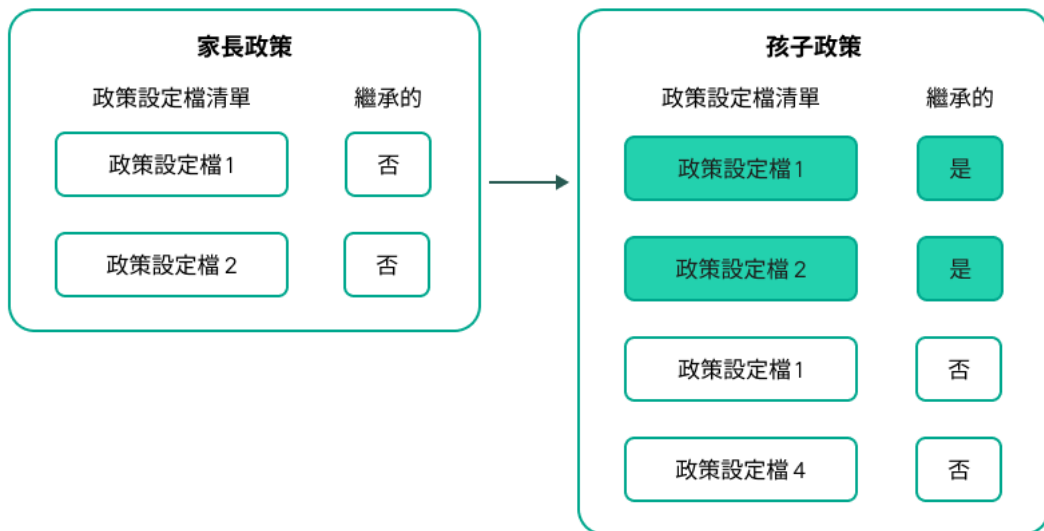 家長政策
政策設定檔清單 繼承的
政策設定檔1 否
政策設定檔2 否
孩子政策
政策設定檔清單 繼承的
政策設定檔1 是
政策設定檔2 是
政策設定檔1 否
政策設定檔4 否